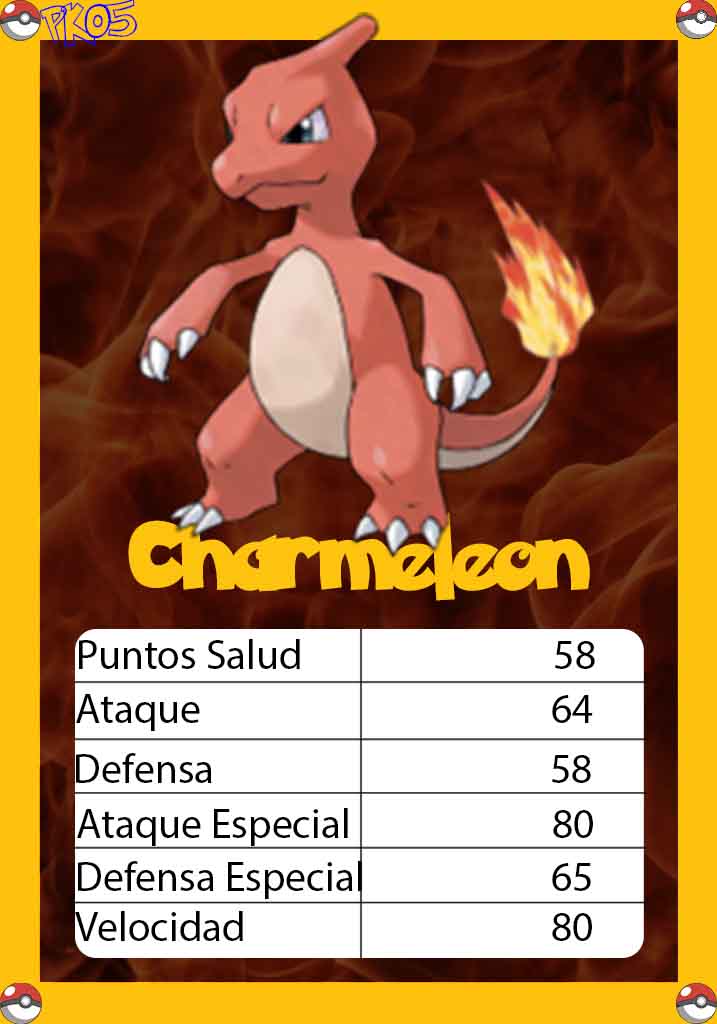 PK05
Charmeleon
Puntos Salud 58
Ataque 64
Defensa 58
Ataque Especial 80
Defensa Especial 65
Velocidad 80